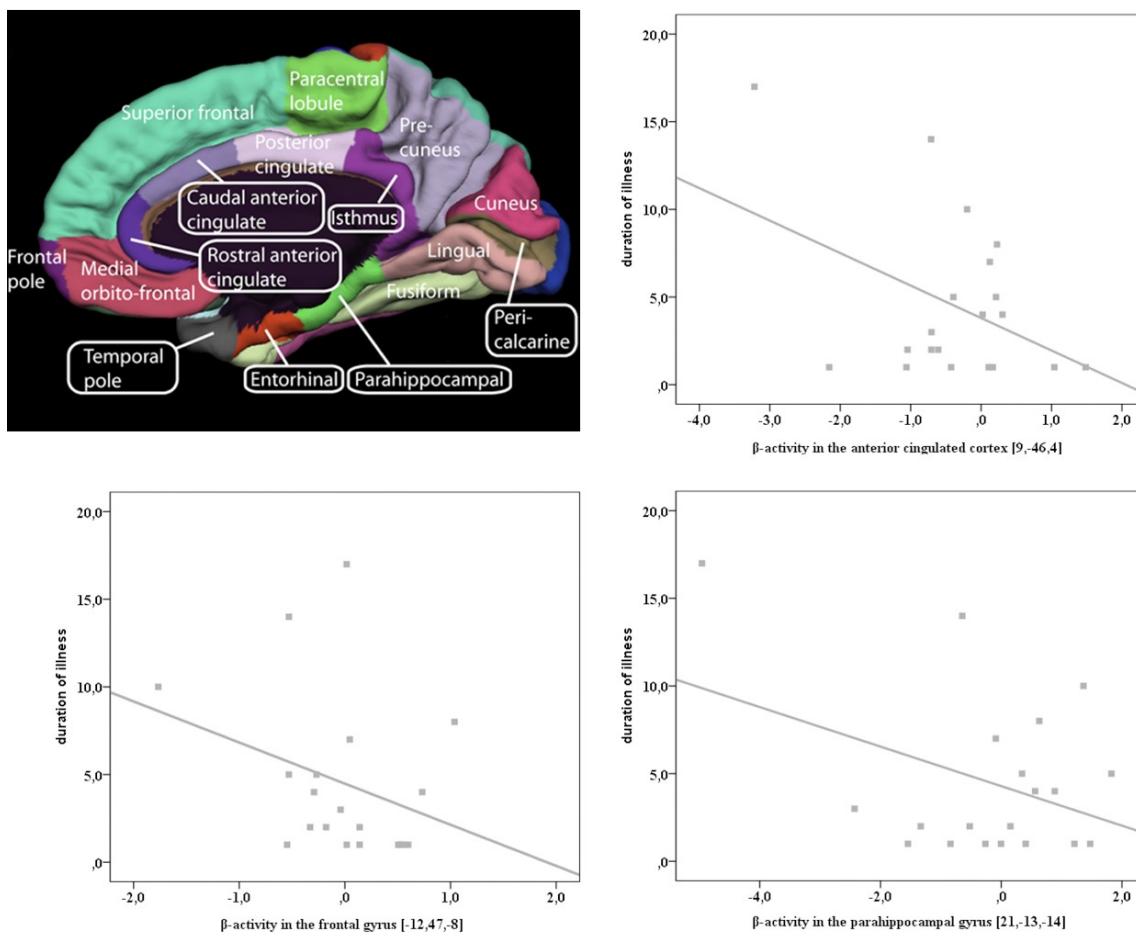 Superior frontal
Paracentral
lobule
Pre-
cuneus
Posterior
cingulate
Caudal anterior
cingulate
Isthmus
Cuneus
Rostral anterior
cingulate
Lingual
Frontal
pole
Medial
orbito-frontal
Fusiform
Peri-
calcarine
Temporal
pole
Entorhinal
Parahippocampal
duration of illness
20,0
15,0
10,0
5,0
,0
-4,0 -3,0 -2,0 -1,0 ,0 1,0 2,0
β-activity in the anterior cingulated cortex [9,-46,4]
duration of illness
20,0
15,0
10,0
5,0
,0
-2,0 -1,0 ,0 1,0 2,0
β-activity in the frontal gyrus [-12,47,-8]
duration of illness
20,0
15,0
10,0
5,0
,0
-4,0 -2,0 ,0 2,0
β-activity in the parahippocampal gyrus [21,-13,-14]